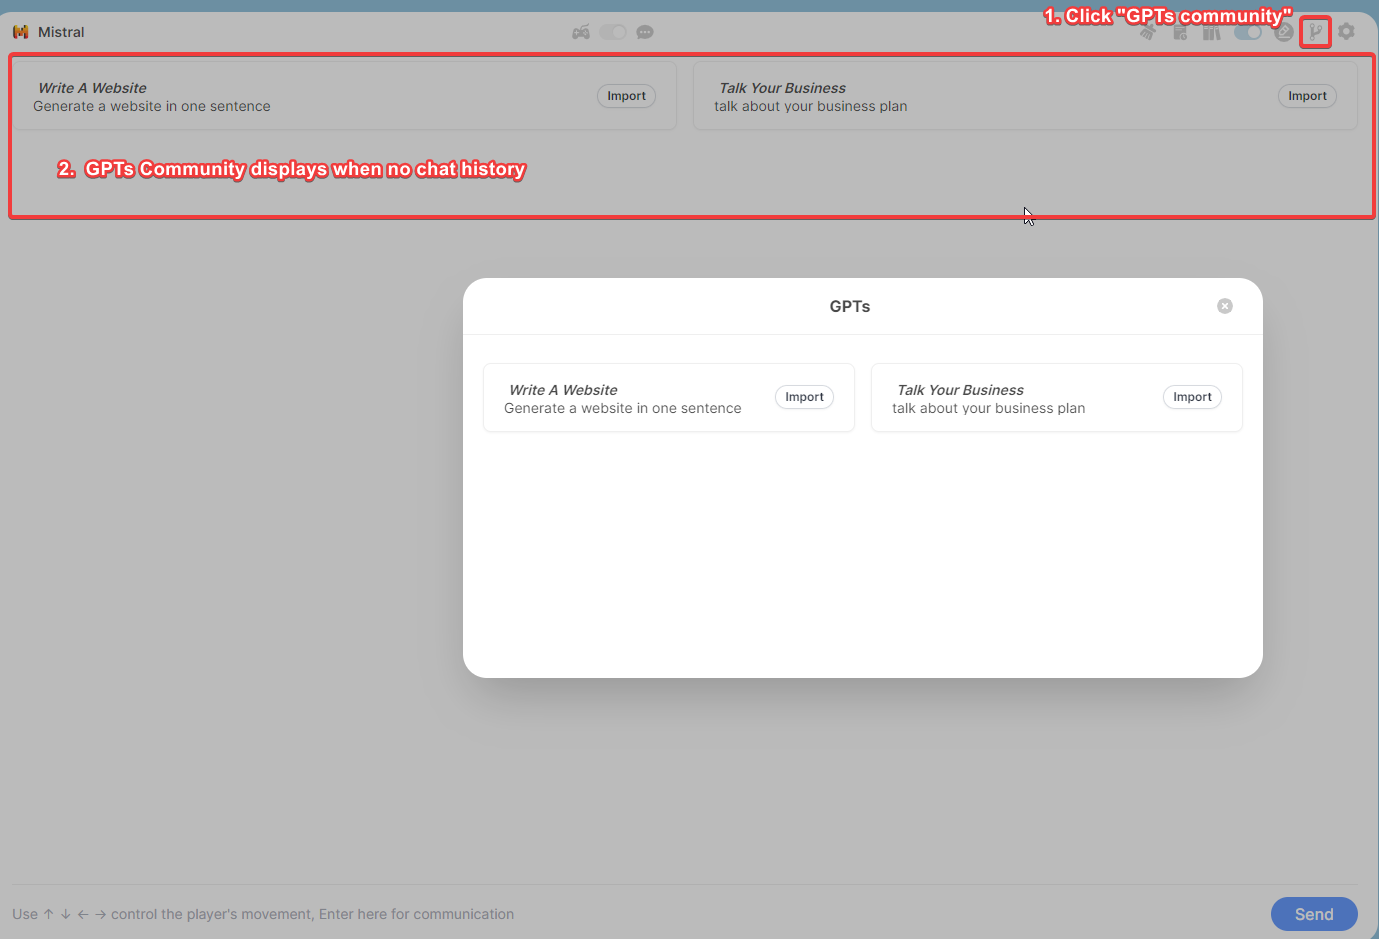 1. Click "GPTs community"
Mistral
Write A Website
Generate a website in one sentence
Import
Talk Your Business
talk about your business plan
Import
2. GPTs Community displays when no chat history
GPTs
Write A Website
Generate a website in one sentence
Import
Talk Your Business
talk about your business plan
Import
Use ↑ ↓ ← → control the player's movement, Enter here for communication
Send